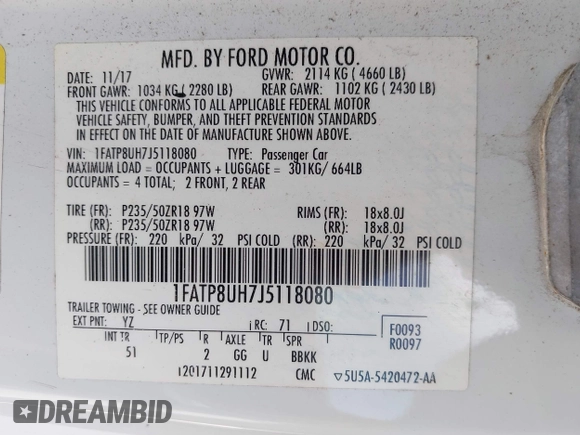 MFD. BY FORD MOTOR CO.
DATE: 11/17 GVWR: 2114 KG ( 4660 LB)
FRONT GAWR: 1034 KG ( 2280 LB) REAR GAWR: 1102 KG ( 2430 LB)
THIS VEHICLE CONFORMS TO ALL APPLICABLE FEDERAL MOTOR
VEHICLE SAFETY, BUMPER, AND THEFT PREVENTION STANDARDS
IN EFFECT ON THE DATE OF MANUFACTURE SHOWN ABOVE.
VIN: 1FATP8UH7J5118080 TYPE: Passenger Car
MAXIMUM LOAD = OCCUPANTS + LUGGAGE = 301KG/ 664LB
OCCUPANTS = 4 TOTAL; 2 FRONT, 2 REAR
TIRE (FR): P235/50ZR18 97W RIMS (FR): 18x8.0J
(RR): P235/50ZR18 97W (RR): 18x8.0J
PRESSURE (FR): 220 kPa/ 32 PSI COLD (RR): 220 kPa/ 32 PSI COLD
1FATP8UH7J5118080
TRAILER TOWING - SEE OWNER GUIDE
EXT PNT: YZ RC: 71 DSO: F0093
INT TR TP/PS R AXLE TR SPR R0097
51 2 GG U BBKK
1201711291112 CMC ▽5U5A-5420472-AA
DREAMBID